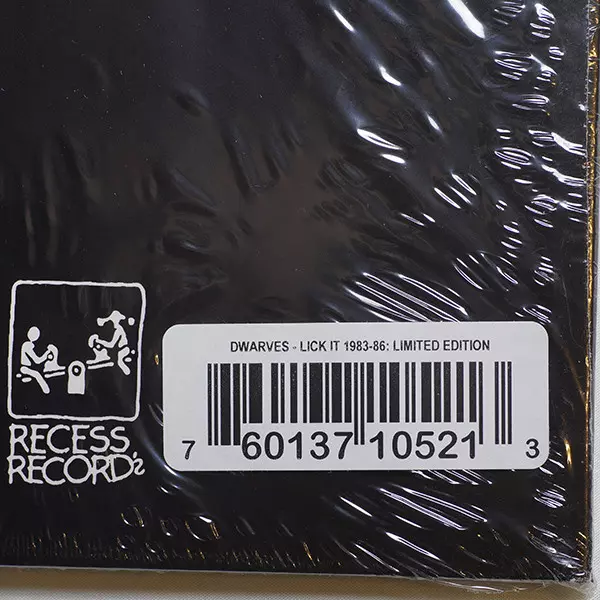 DWARVES - LICK IT 1983-86: LIMITED EDITION
7 60137 10521 3
RECESS
RECORD'S